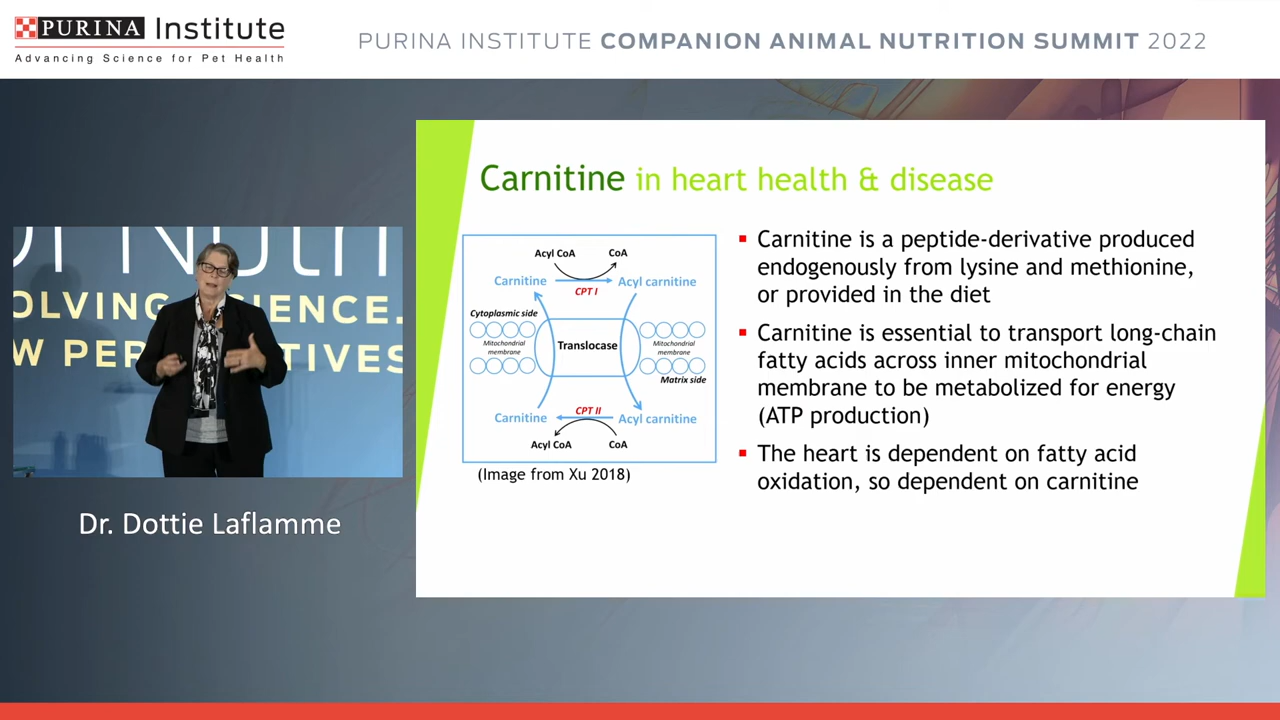 PURINA Institute
Advancing Science for Pet Health
PURINA INSTITUTE COMPANION ANIMAL NUTRITION SUMMIT 2022
OLVING
IENCE.
W PER
TIVES
Dr. Dottie Laflamme
Carnitine in heart health & disease
Acyl CoA CoA
Carnitine Acyl carnitine
CPT I
Cytoplasmic side
Mitochondrial
membrane
Translocase
Mitochondrial
membrane
Matrix side
CPT II
Carnitine Acyl carnitine
Acyl CoA CoA
(Image from Xu 2018)
Carnitine is a peptide-derivative produced
endogenously from lysine and methionine,
or provided in the diet
Carnitine is essential to transport long-chain
fatty acids across inner mitochondrial
membrane to be metabolized for energy
(ATP production)
The heart is dependent on fatty acid
oxidation, so dependent on carnitine